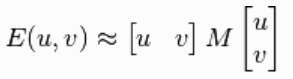 E(u, v) ≈ [u v] M [u
v]